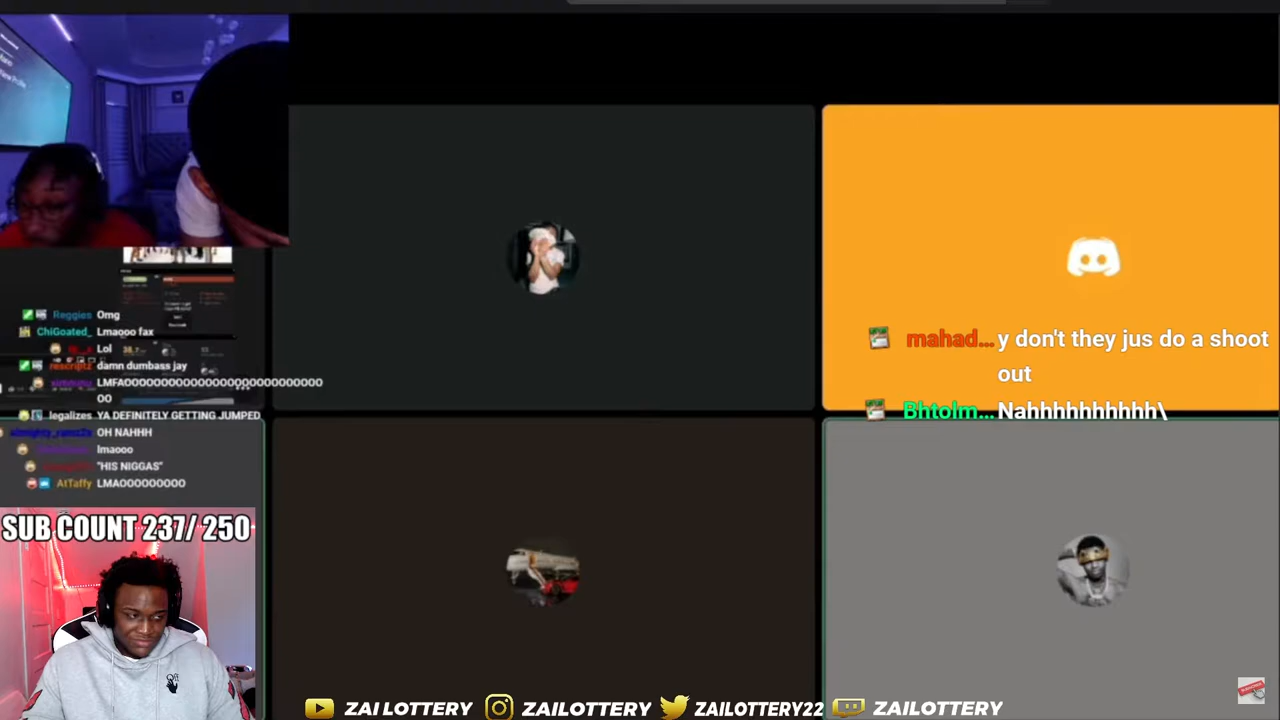 Reggies Omg
ChiGoated_ Lmaooo fax
Lol
rescriptz damn dumbass jay
LMFAOOOOOOOOOOOOOOOOOOOOOOOOOO
OO
legalizes YA DEFINITELY GETTING JUMPED
OH NAHHH
lmaooo
"HIS NIGGAS"
AtTaffy LMAOOOOOOOOO
mahad... y don't they jus do a shoot
out
Bhtolm... Nahhhhhhhhhh\
SUB COUNT 237/ 250
ZAI LOTTERY ZAILOTTERY ZAILOTTERY22 ZAILOTTERY